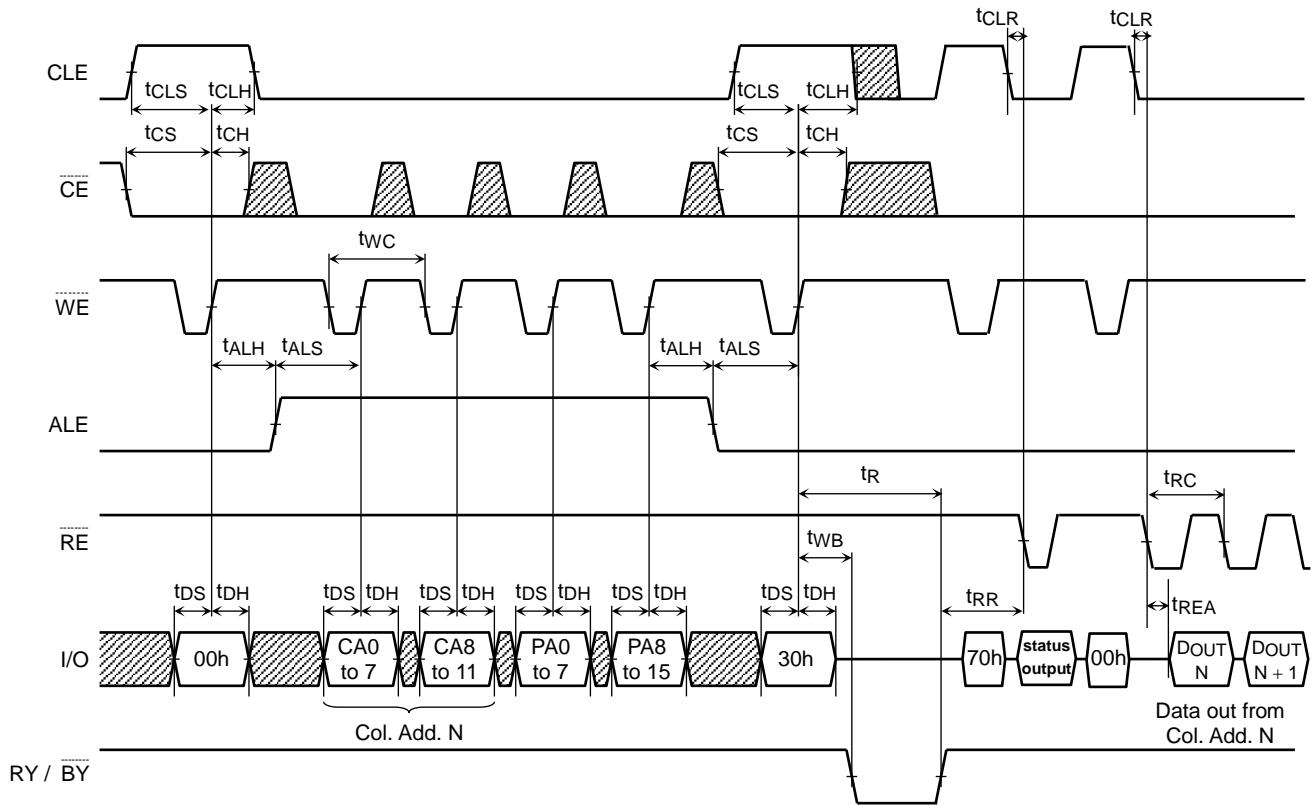 tCLR tCLR
CLE
tCLS tCLH tCLS tCLH
tCS tCH tCS tCH
CE
tWC
WE
tALH tALS tALH tALS
ALE
tR tRC
RE
tWB
tDS tDH tDS tDH tDS tDH tDS tDH tDS tDH tDS tDH tRR tREA
I/O
00h
CA0 to 7
CA8 to 11
PA0 to 7
PA8 to 15
30h
70h
status output
00h
DOUT N
DOUT N + 1
Col. Add. N
Data out from
Col. Add. N
RY / BY